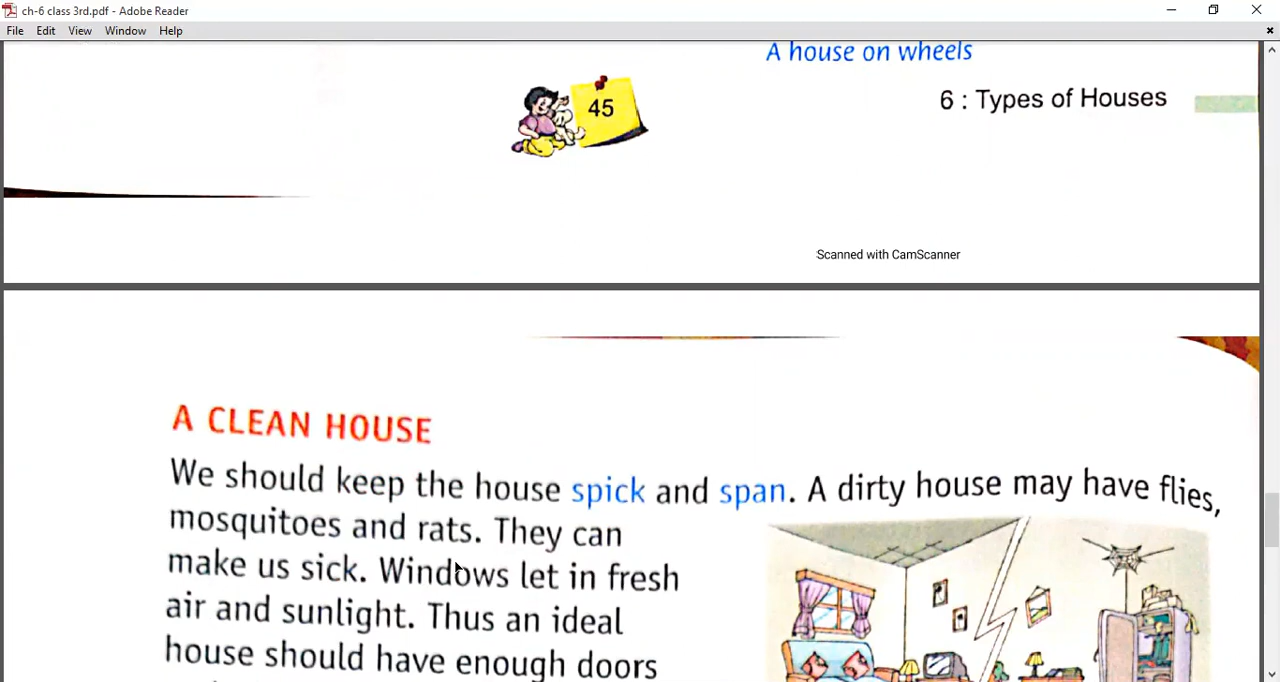 ch-6 class 3rd.pdf - Adobe Reader
File Edit View Window Help
A house on wheels
45
6 : Types of Houses
Scanned with CamScanner
A CLEAN HOUSE
We should keep the house spick and span. A dirty house may have flies,
mosquitoes and rats. They can
make us sick. Windows let in fresh
air and sunlight. Thus an ideal
house should have enough doors